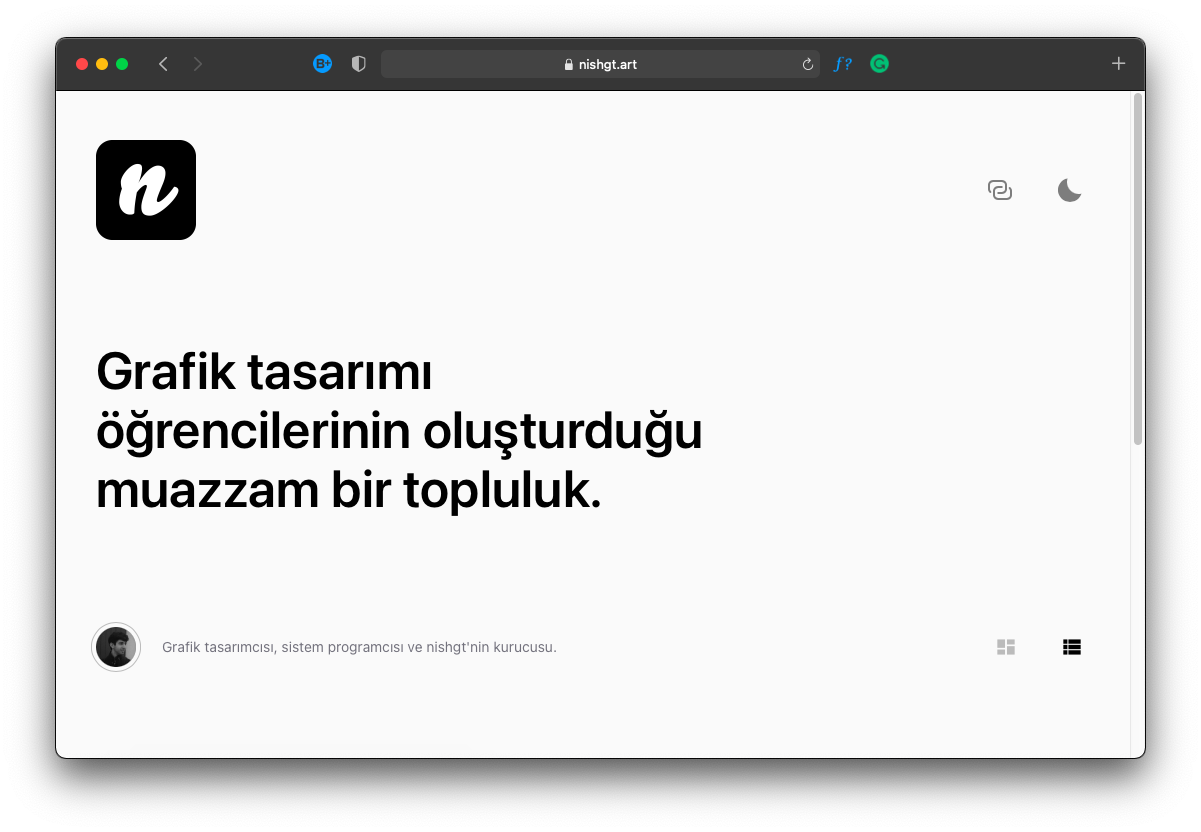 B+
nishgt.art
f?
n
Grafik tasarımı
öğrencilerinin oluşturduğu
muazzam bir topluluk.
Grafik tasarımcısı, sistem programcısı ve nishgt'nin kurucusu.